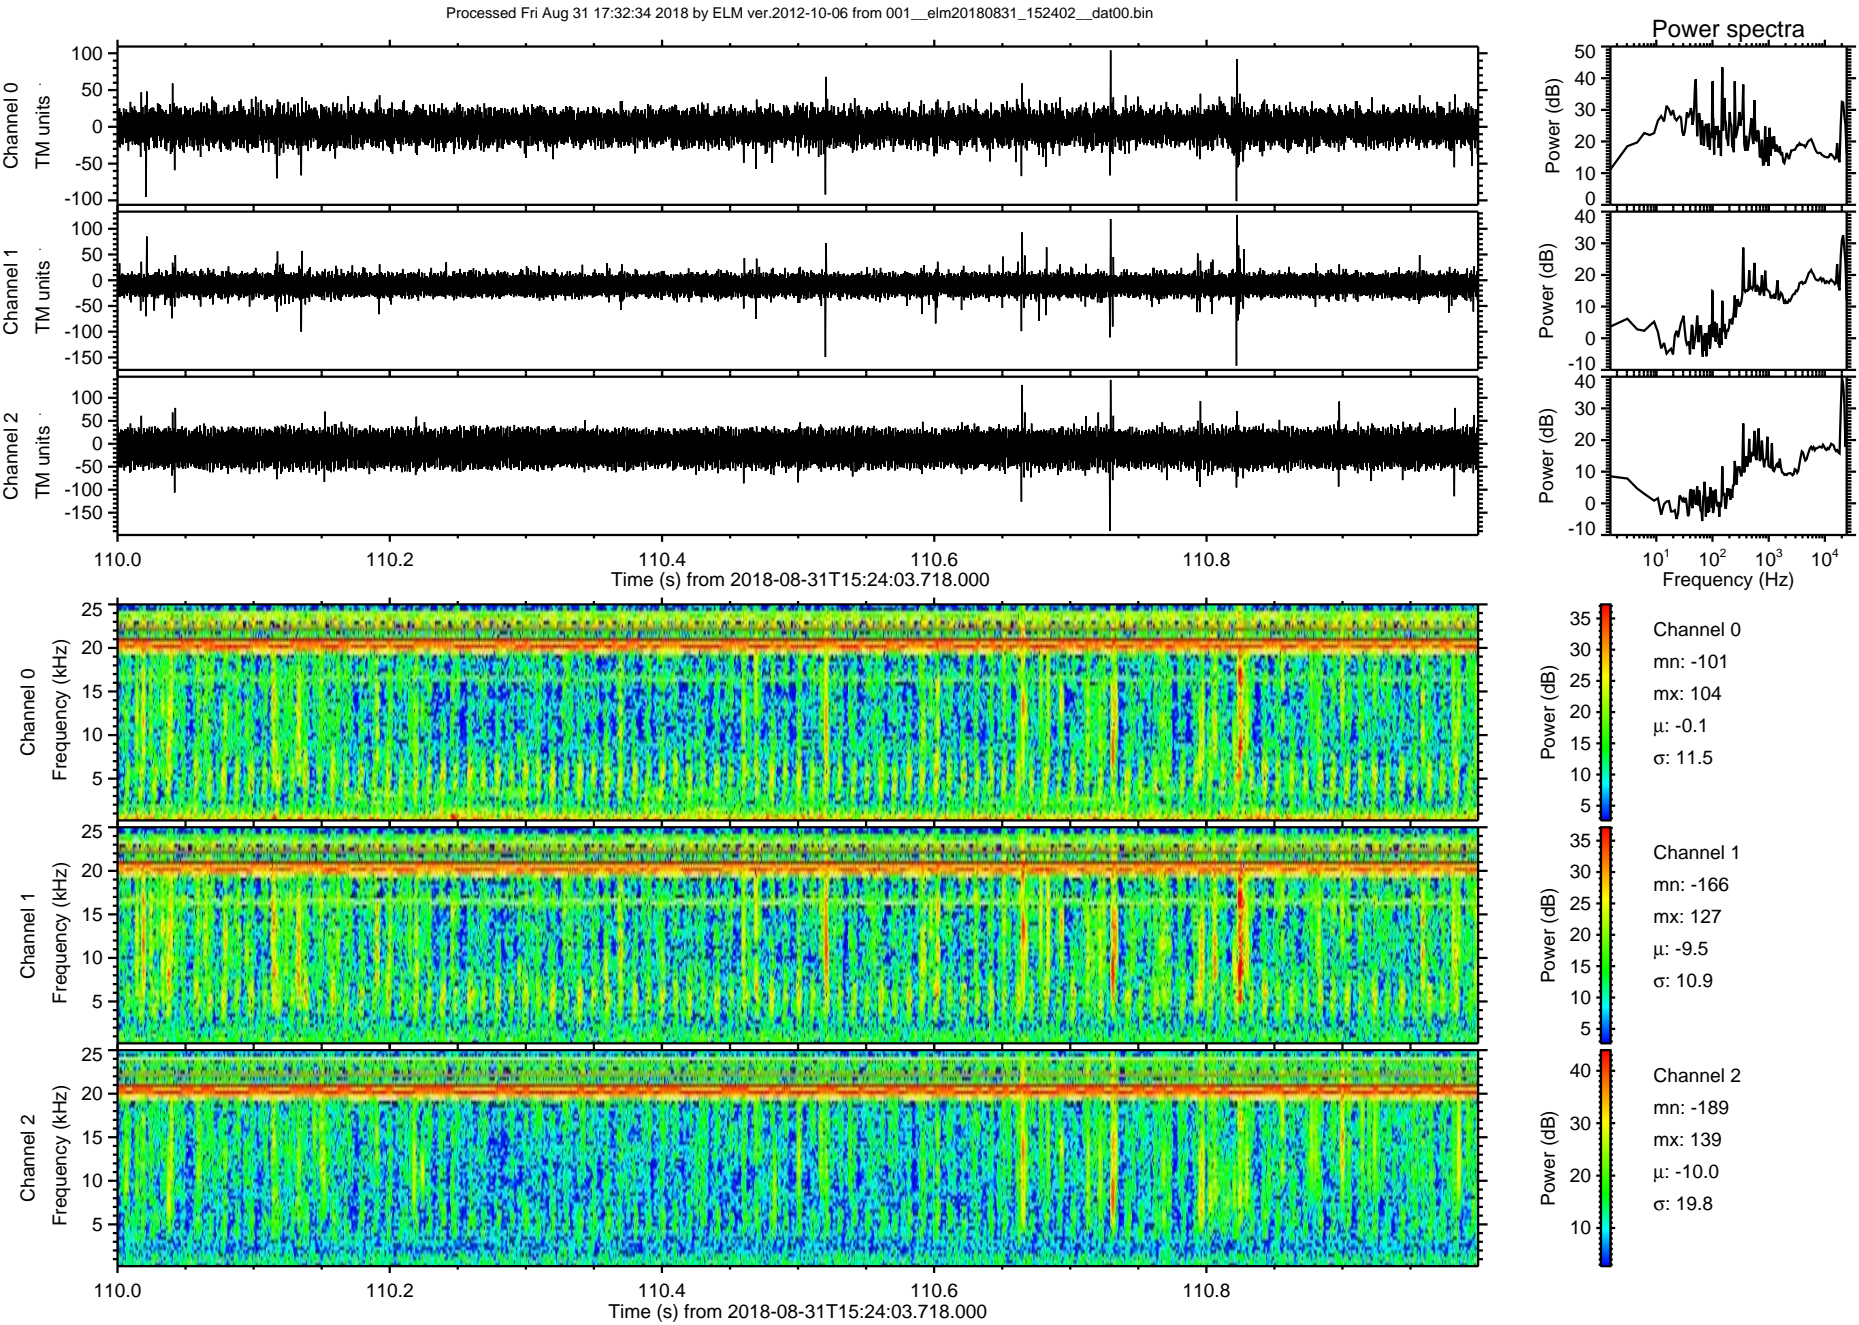 Processed Fri Aug 31 17:32:34 2018 by ELM ver.2012-10-06 from 001__elm20180831_152402__dat00.bin
Power spectra
Channel 0
TM units
100
50
0
-50
-100
Power (dB)
50
40
30
20
10
0
Channel 1
TM units
100
50
0
-50
-100
-150
Power (dB)
40
30
20
10
0
-10
Channel 2
TM units
100
50
0
-50
-100
-150
Power (dB)
40
30
20
10
0
-10
110.0 110.2 110.4 110.6 110.8
Time (s) from 2018-08-31T15:24:03.718.000
10¹ 10² 10³ 10⁴
Frequency (Hz)
Channel 0
Frequency (kHz)
25
20
15
10
5
Power (dB)
35
30
25
20
15
10
5
Channel 0
mn: -101
mx: 104
μ: -0.1
σ: 11.5
Channel 1
Frequency (kHz)
25
20
15
10
5
Power (dB)
35
30
25
20
15
10
5
Channel 1
mn: -166
mx: 127
μ: -9.5
σ: 10.9
Channel 2
Frequency (kHz)
25
20
15
10
5
Power (dB)
40
30
20
10
Channel 2
mn: -189
mx: 139
μ: -10.0
σ: 19.8
110.0 110.2 110.4 110.6 110.8
Time (s) from 2018-08-31T15:24:03.718.000